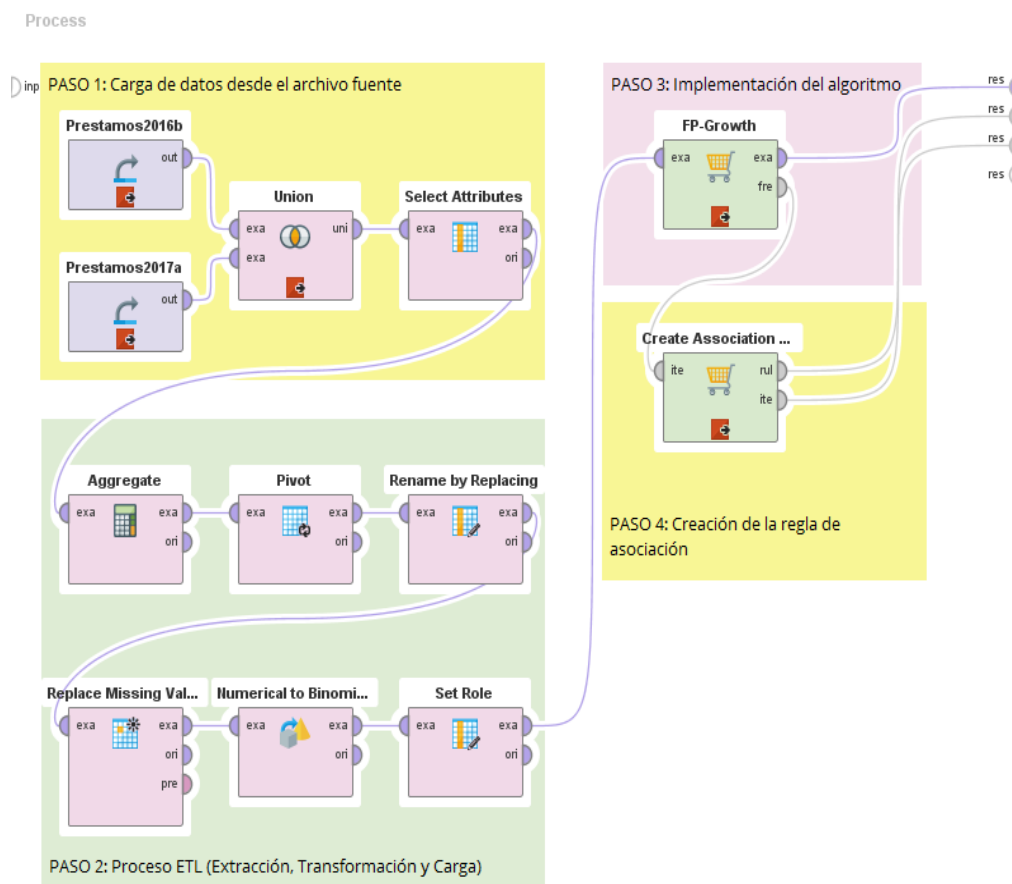 Process
inp
PASO 1: Carga de datos desde el archivo fuente
Prestamos2016b
out
Union
exa
uni
exa
Select Attributes
exa
exa
ori
Prestamos2017a
out
Aggregate
exa
exa
ori
Pivot
exa
exa
ori
Rename by Replacing
exa
exa
ori
Replace Missing Val...
exa
exa
ori
pre
Numerical to Binomi...
exa
exa
ori
Set Role
exa
exa
ori
PASO 2: Proceso ETL (Extracción, Transformación y Carga)
PASO 3: Implementación del algoritmo
FP-Growth
exa
exa
fre
Create Association ...
ite
rul
ite
PASO 4: Creación de la regla de
asociación
res
res
res
res